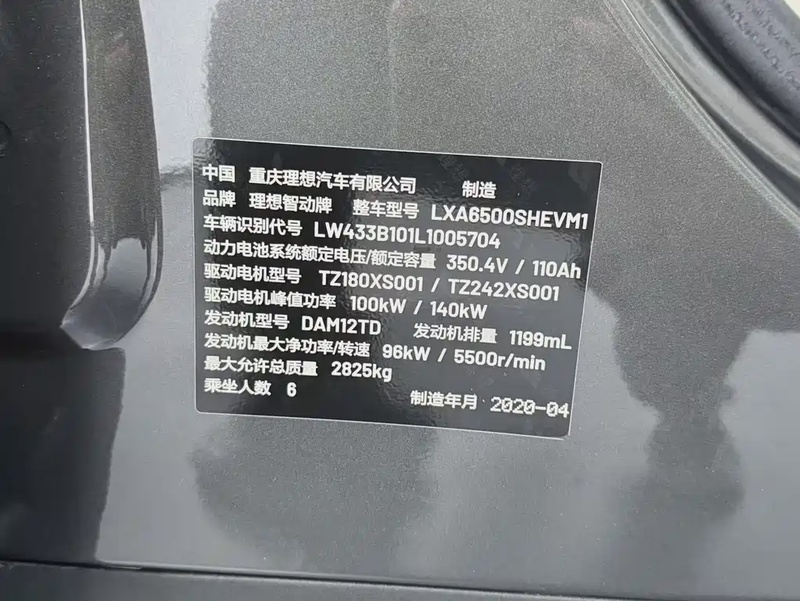 中国 重庆理想汽车有限公司 制造
品牌 理想智动牌 整车型号 LXA6500SHEVM1
车辆识别代号 LW433B101L1005704
动力电池系统额定电压/额定容量 350.4V / 110Ah
驱动电机型号 TZ180XS001 / TZ242XS001
驱动电机峰值功率 100kW / 140kW
发动机型号 DAM12TD 发动机排量 1199mL
发动机最大净功率/转速 96kW / 5500r/min
最大允许总质量 2825kg
乘坐人数 6 制造年月 2020-04